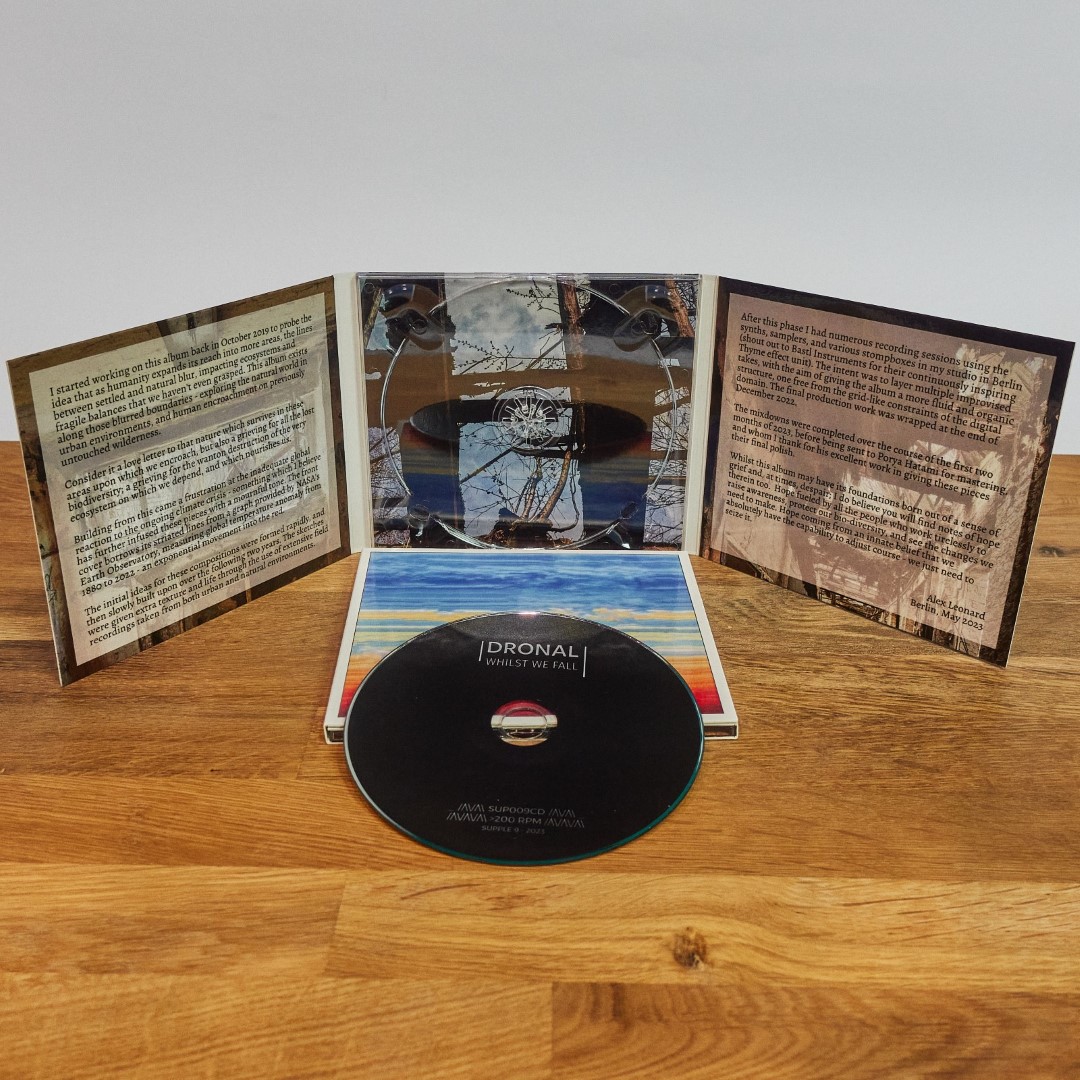 I started working on this album back in October 2019 to probe the
idea that as humanity expands its reach into more areas, the lines
between settled and natural blur, impacting ecosystems and
fragile balances that we haven't even grasped. This album exists
along those blurred boundaries - exploring the natural world in
urban environments, and human encroachment on previously
untouched wilderness.
Consider it a love letter to that nature which survives in these
areas upon which we encroach, but also a grieving for all the lost
biodiversity; a grieving for the wanton destruction of the very
ecosystems on which we depend, and which nourishes us.
Building from this came a frustration at the inadequate global
reaction to the ongoing climate crisis - something which I believe
has further infused these pieces with a mournful tone. The front
cover borrows its striated lines from a graph provided by NASA's
Earth Observatory, measuring global temperature anomaly from
1880 to 2022 - an exponential movement into the red.
The initial ideas for these compositions were formed rapidly, and
then slowly built upon over the following two years. The sketches
were given extra texture and life through the use of extensive field
recordings taken from both urban and natural environments.
After this phase I had numerous recording sessions using the
synths, samplers, and various stompboxes in my studio in Berlin
(shout out to Bastl Instruments for their continuously inspiring
Thyme effect unit). The intent was to layer multiple improvised
takes, with the aim of giving the album a more fluid and organic
structure, one free from the grid-like constraints of the digital
domain. The final production work was wrapped at the end of
December 2022.
The mixdowns were completed over the course of the first two
months of 2023, before being sent to Porya Hatami for mastering,
and whom I thank for his excellent work in giving these pieces
their final polish.
Whilst this album may have its foundations born out of a sense of
grief and, at times, despair; I do believe you will find notes of hope
therein too. Hope fueled by all the people who work tirelessly to
raise awareness, protect our bio-diversity, and see the changes we
need to make. Hope coming from an innate belief that we
absolutely have the capability to adjust course - we just need to
seize it.
Alex Leonard
Berlin, May 2023
DRONAL
WHILST WE FALL
SUP009CD
>200 RPM
SUPPLE 9 - 2023